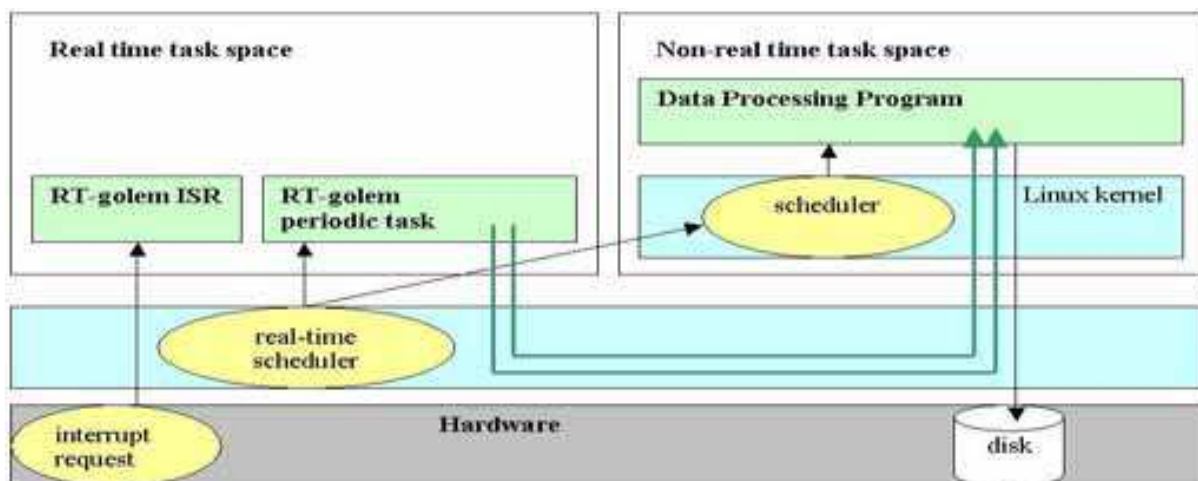 Real time task space
Non-real time task space
Data Processing Program
RT-golem ISR
RT-golem
periodic task
scheduler
Linux kernel
real-time
scheduler
Hardware
interrupt
request
disk